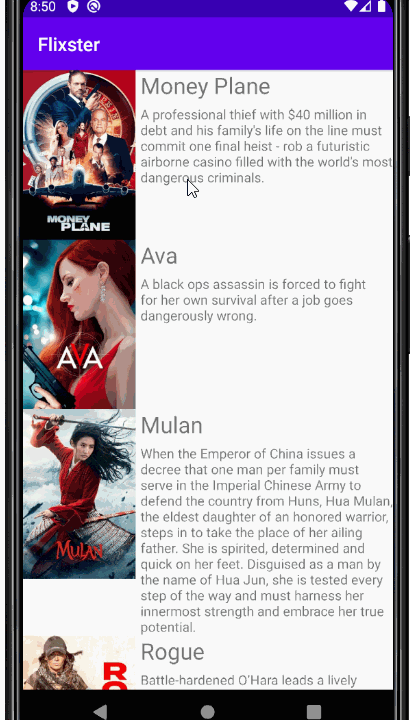 8:50
Flixster
Money Plane
A professional thief with $40 million in
debt and his family's life on the line must
commit one final heist - rob a futuristic
airborne casino filled with the world's most
dangerous criminals.
MONEY
PLANE
Ava
A black ops assassin is forced to fight
for her own survival after a job goes
dangerously wrong.
AVA
Mulan
When the Emperor of China issues a
decree that one man per family must
serve in the Imperial Chinese Army to
defend the country from Huns, Hua Mulan,
the eldest daughter of an honored warrior,
steps in to take the place of her ailing
father. She is spirited, determined and
quick on her feet. Disguised as a man by
the name of Hua Jun, she is tested every
step of the way and must harness her
innermost strength and embrace her true
potential.
MULAN
Rogue
Battle-hardened O'Hara leads a lively
R